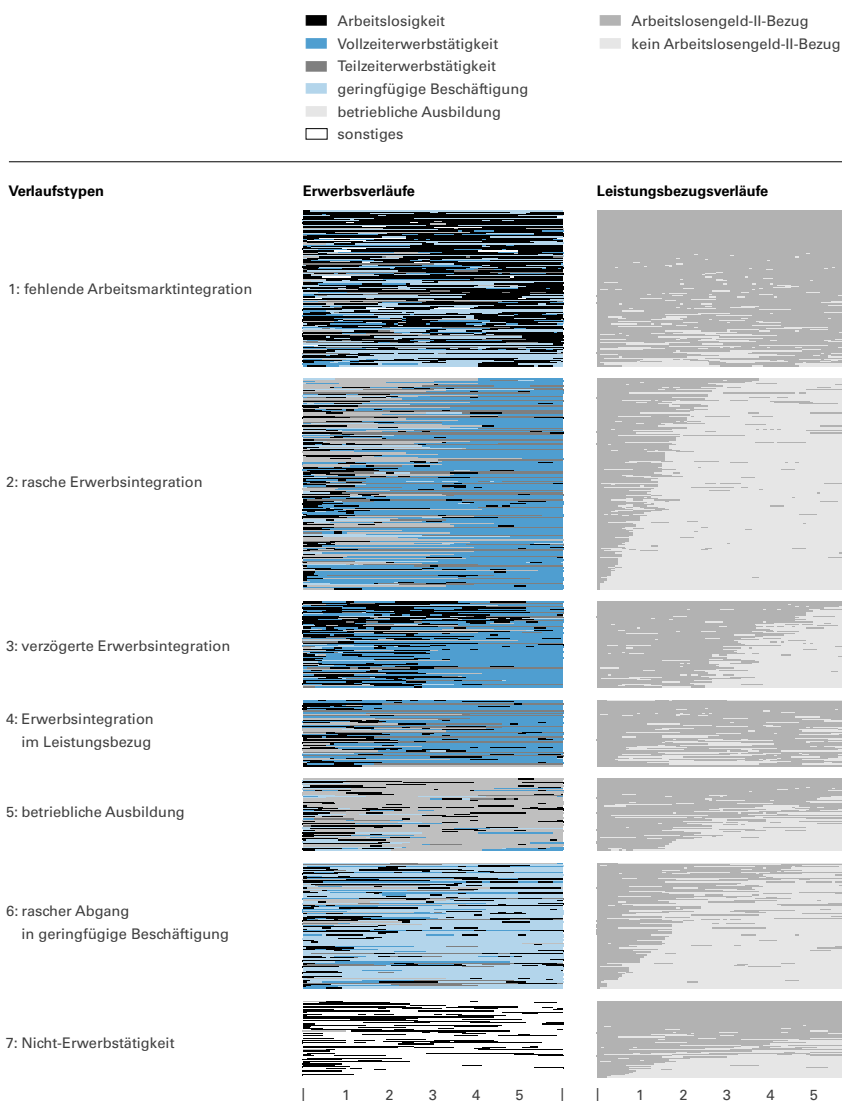 Arbeitslosigkeit
Vollzeiterwerbstätigkeit
Teilzeiterwerbstätigkeit
geringfügige Beschäftigung
betriebliche Ausbildung
sonstiges
Arbeitslosengeld-II-Bezug
kein Arbeitslosengeld-II-Bezug
Verlaufstypen
Erwerbsverläufe
Leistungsbezugsverläufe
1: fehlende Arbeitsmarktintegration
2: rasche Erwerbsintegration
3: verzögerte Erwerbsintegration
4: Erwerbsintegration
im Leistungsbezug
5: betriebliche Ausbildung
6: rascher Abgang
in geringfügige Beschäftigung
7: Nicht-Erwerbstätigkeit
| 1 2 3 4 5 |
| 1 2 3 4 5